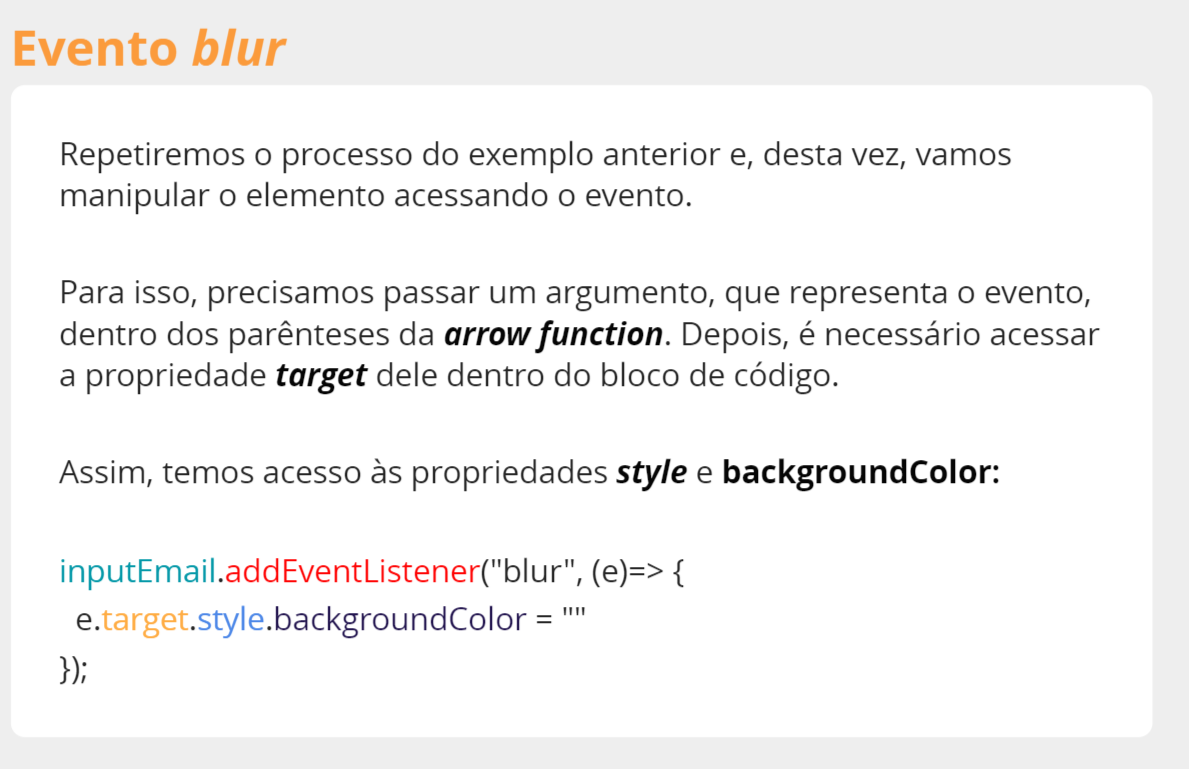 Evento blur
Repetiremos o processo do exemplo anterior e, desta vez, vamos
manipular o elemento acessando o evento.
Para isso, precisamos passar um argumento, que representa o evento,
dentro dos parênteses da arrow function. Depois, é necessário acessar
a propriedade target dele dentro do bloco de código.
Assim, temos acesso às propriedades style e backgroundColor:
inputEmail.addEventListener("blur", (e)=> {
  e.target.style.backgroundColor = ""
});